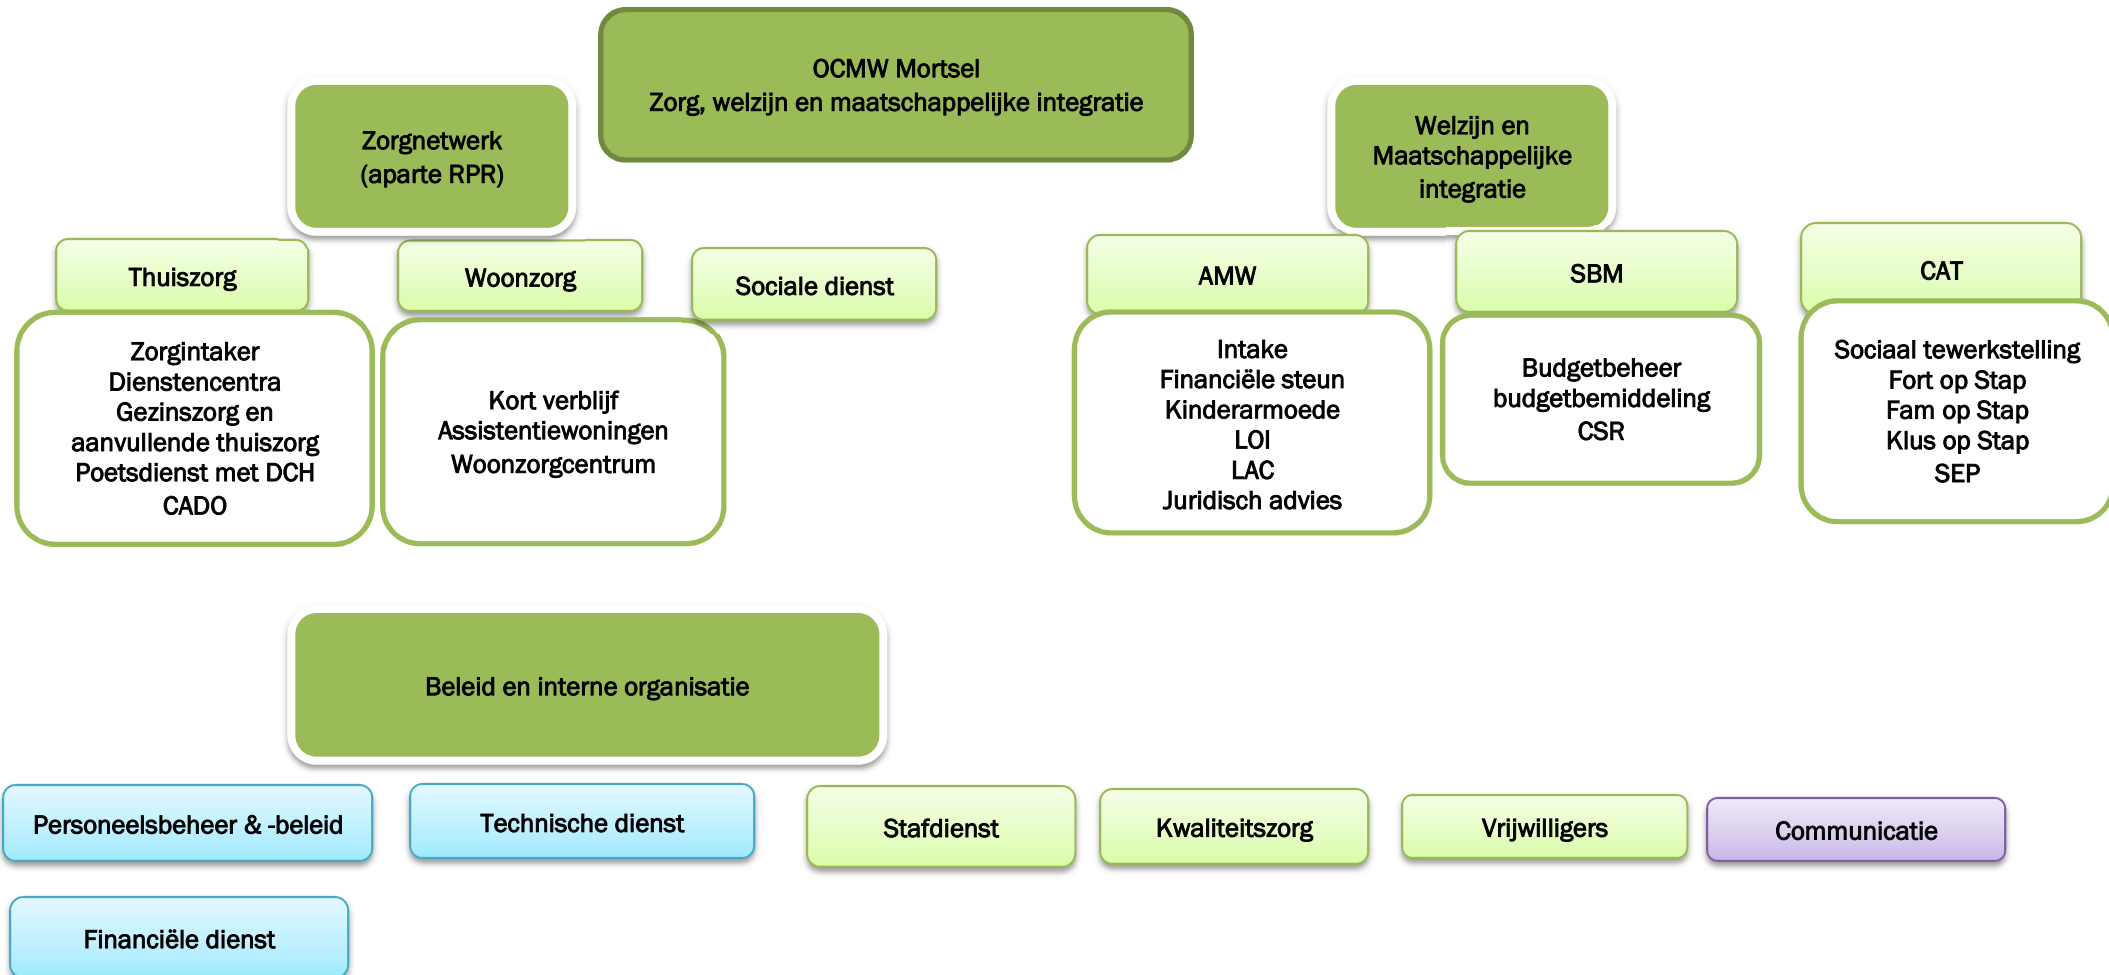 OCMW Mortsel
Zorg, welzijn en maatschappelijke integratie
Zorgnetwerk
(aparte RPR)
Welzijn en
Maatschappelijke
integratie
Thuiszorg
Woonzorg
Sociale dienst
AMW
SBM
CAT
Zorgintaker
Dienstencentra
Gezinszorg en
aanvullende thuiszorg
Poetsdienst met DCH
CADO
Kort verblijf
Assistentiewoningen
Woonzorgcentrum
Intake
Financiële steun
Kinderarmoede
LOI
LAC
Juridisch advies
Budgetbeheer
budgetbemiddeling
CSR
Sociaal tewerkstelling
Fort op Stap
Fam op Stap
Klus op Stap
SEP
Beleid en interne organisatie
Personeelsbeheer & -beleid
Technische dienst
Stafdienst
Kwaliteitszorg
Vrijwilligers
Communicatie
Financiële dienst